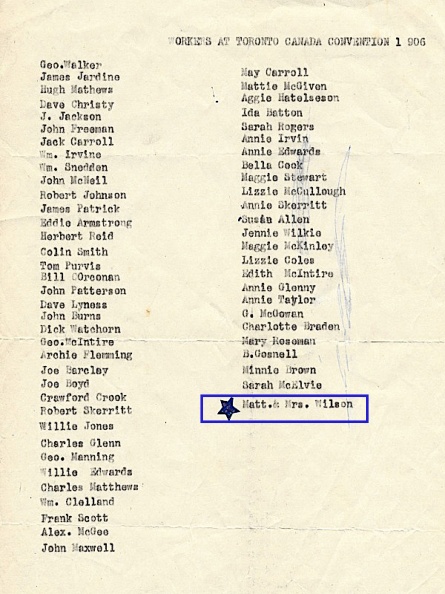 WORKERS AT TORONTO CANADA CONVENTION 1 906
Geo.Walker
James Jardine
Hugh Mathews
Dave Christy
J. Jackson
John Freeman
Jack Carroll
Wm. Irvine
Wm. Snedden
John McNeil
Robert Johnson
James Patrick
Eddie Armstrong
Herbert Reid
Colin Smith
Tom Purvis
Bill Corconan
John Patterson
Dave Lyness
John Burns
Dick Watchorn
Geo.McIntire
Archie Flemming
Joe Barclay
Joe Boyd
Crawford Crook
Robert Skerritt
Willie Jones
Charles Glenn
Geo. Manning
Willie Edwards
Charles Matthews
Wm. Clelland
Frank Scott
Alex. McGee
John Maxwell
May Carroll
Mattie McGiven
Aggie Hatelseson
Ida Batton
Sarah Rogers
Annie Irvin
Annie Edwards
Bella Cook
Maggie Stewart
Lizzie McCullough
Annie Skerritt
Susan Allen
Jennie Wilkie
Maggie McKinley
Lizzie Coles
Edith McIntire
Annie Glenny
Annie Taylor
G. McGowan
Charlotte Braden
Mary Roseman
B.Gosnell
Minnie Brown
Sarah McElvie
Matt.& Mrs. Wilson